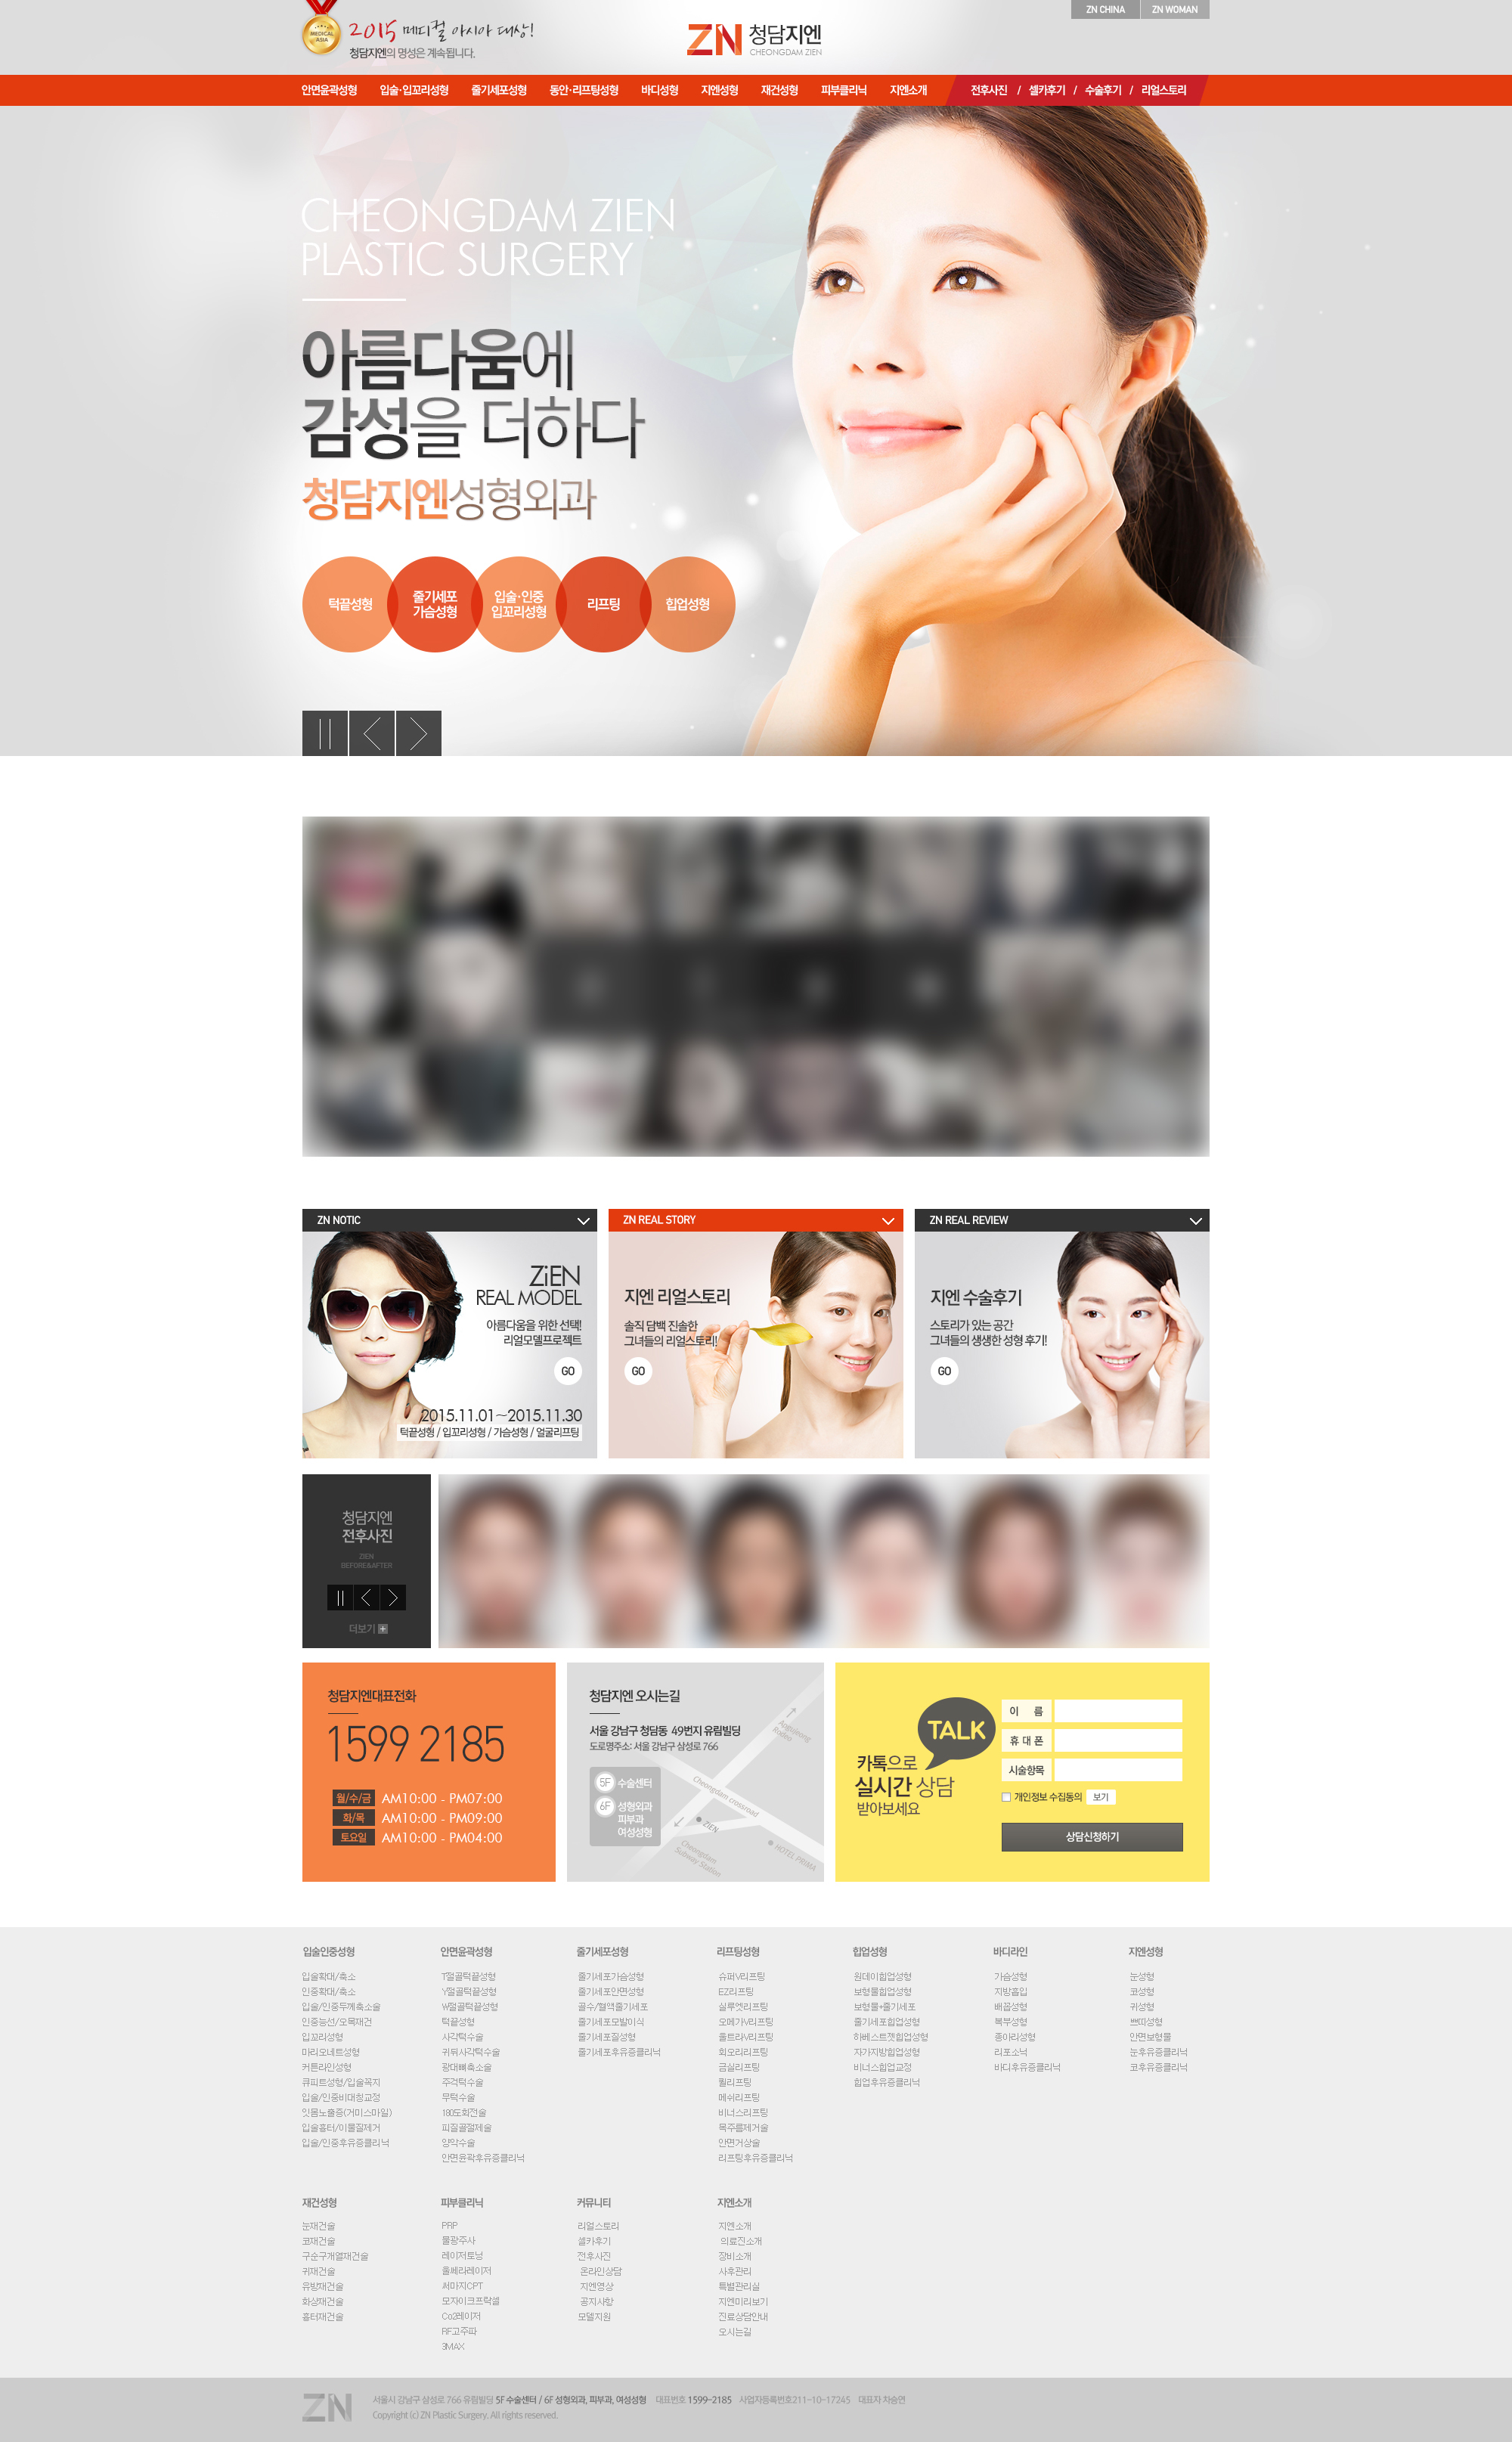 ZN CHINA
ZN WOMAN
MEDICAL
ASIA
2015 메디컬 아시아 대상!
청담지엔의 명성은 계속됩니다.
ZN 청담지엔
CHEONGDAM ZIEN
안면윤곽성형 입술·입꼬리성형 줄기세포성형 동안·리프팅성형 바디성형 지엔성형 재건성형 피부클리닉 지엔소개 전후사진 / 셀카후기 / 수술후기 / 리얼스토리
CHEONGDAM ZIEN
PLASTIC SURGERY
아름다움에
감성을 더하다
청담지엔성형외과
턱끝성형
줄기세포
가슴성형
입술·인중
입꼬리성형
리프팅
힙업성형
ZN NOTIC
ZiEN
REAL MODEL
아름다움을 위한 선택!
리얼모델프로젝트
GO
2015.11.01~2015.11.30
턱끝성형 / 입꼬리성형 / 가슴성형 / 얼굴리프팅
ZN REAL STORY
지엔 리얼스토리
솔직 담백 진솔한
그녀들의 리얼스토리!
GO
ZN REAL REVIEW
지엔 수술후기
스토리가 있는 공간
그녀들의 생생한 성형 후기!
GO
청담지엔
전후사진
ZIEN
BEFORE&AFTER
더보기
청담지엔대표전화
1599 2185
월/수/금 AM10:00 - PM07:00
화/목 AM10:00 - PM09:00
토요일 AM10:00 - PM04:00
청담지엔 오시는길
서울 강남구 청담동 49번지 유림빌딩
도로명주소: 서울 강남구 삼성로 766
5F 수술센터
6F 성형외과
피부과
여성성형
Apgujeong
Rodeo
Cheongdam crossroad
ZIEN
Cheongdam
Subway Station
HOTEL PRIMA
TALK
카톡으로
실시간 상담
받아보세요
이 름
휴 대 폰
시술항목
개인정보 수집동의 보기
상담신청하기
입술인중성형
입술확대/축소
인중확대/축소
입술/인중두께축소술
인중능선/오목재건
입꼬리성형
마리오네트성형
커튼라인성형
큐피트성형/입술꼭지
입술/인중비대칭교정
잇몸노출증(거미스마일)
입술흉터/이물질제거
입술/인중후유증클리닉
안면윤곽성형
T절골턱끝성형
Y절골턱끝성형
W절골턱끝성형
턱끝성형
사각턱수술
귀뒤사각턱수술
광대뼈축소술
주걱턱수술
무턱수술
180도회전술
피질골절제술
양악수술
안면윤곽후유증클리닉
줄기세포성형
줄기세포가슴성형
줄기세포안면성형
골수/혈액줄기세포
줄기세포모발이식
줄기세포질성형
줄기세포후유증클리닉
리프팅성형
슈퍼V리프팅
EZ리프팅
실루엣리프팅
오메가V리프팅
울트라V리프팅
회오리리프팅
금실리프팅
윌리프팅
메쉬리프팅
비너스리프팅
목주름제거술
안면거상술
리프팅후유증클리닉
힙업성형
원데이힙업성형
보형물힙업성형
보형물+줄기세포
줄기세포힙업성형
하베스트젯힙업성형
자가지방힙업성형
비너스힙업교정
힙업후유증클리닉
바디라인
가슴성형
지방흡입
배꼽성형
복부성형
종아리성형
리포소닉
바디후유증클리닉
지엔성형
눈성형
코성형
귀성형
쁘띠성형
안면보형물
눈후유증클리닉
코후유증클리닉
재건성형
눈재건술
코재건술
구순구개열재건술
귀재건술
유방재건술
화상재건술
흉터재건술
피부클리닉
PRP
물광주사
레이저토닝
울쎄라레이저
써마지CPT
모자이크프락셀
Co2레이저
RF고주파
3MAX
커뮤니티
리얼스토리
셀카후기
전후사진
온라인상담
지엔영상
공지사항
모델지원
지엔소개
지엔소개
의료진소개
장비소개
사후관리
특별관리실
지엔미리보기
진료상담안내
오시는길
ZN
서울시 강남구 삼성로 766 유림빌딩 5F 수술센터 / 6F 성형외과, 피부과, 여성성형 대표번호 1599-2185 사업자등록번호211-10-17245 대표자 차승연
Copyright (c) ZN Plastic Surgery. All rights reserved.